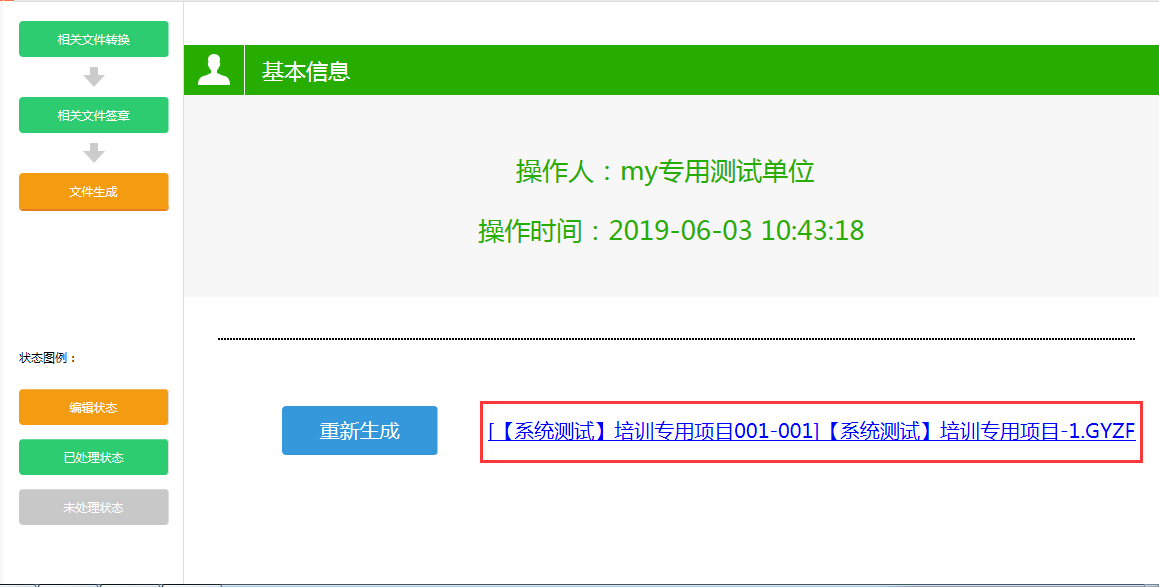 相关文件转换
相关文件签章
文件生成
状态图例：
编辑状态
已处理状态
未处理状态
基本信息
操作人：my专用测试单位
操作时间：2019-06-03 10:43:18
重新生成
[【系统测试】培训专用项目001-001]【系统测试】培训专用项目-1.GYZF